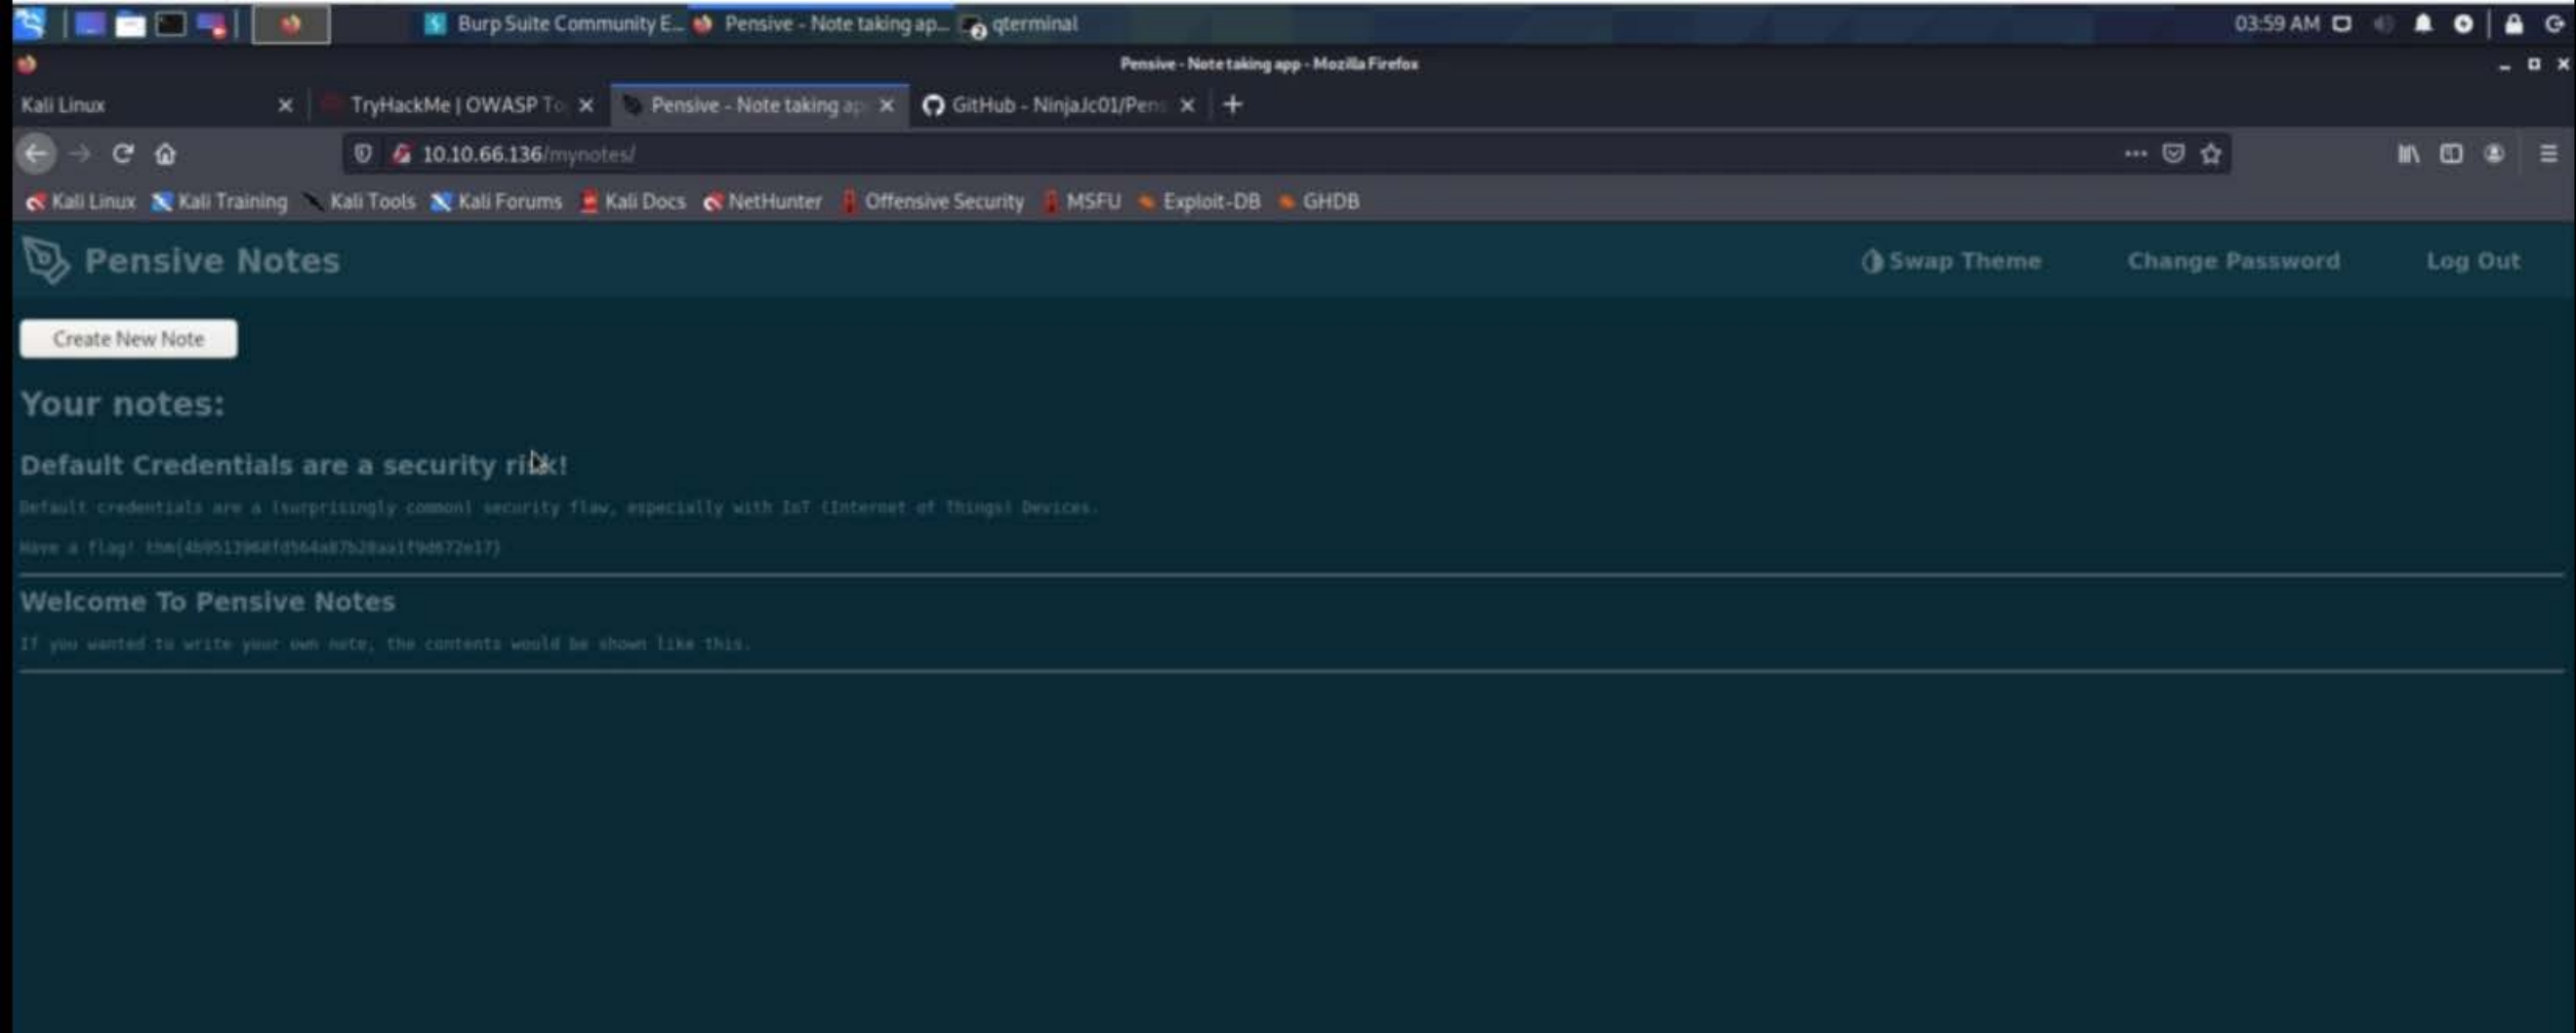 Burp Suite Community E... Pensive - Note taking ap... qterminal 03:59 AM
Pensive - Note taking app - Mozilla Firefox
Kali Linux TryHackMe | OWASP To Pensive - Note taking ap GitHub - NinjaJc01/Pens
10.10.66.136/mynotes/
Kali Linux Kali Training Kali Tools Kali Forums Kali Docs NetHunter Offensive Security MSFU Exploit-DB GHDB
Pensive Notes Swap Theme Change Password Log Out
Create New Note
Your notes:
Default Credentials are a security risk!
Default credentials are a (surprisingly common) security flaw, especially with IoT (Internet of Things) Devices.
Have a flag!
Welcome To Pensive Notes
If you wanted to write your own note, the contents would be shown like this.